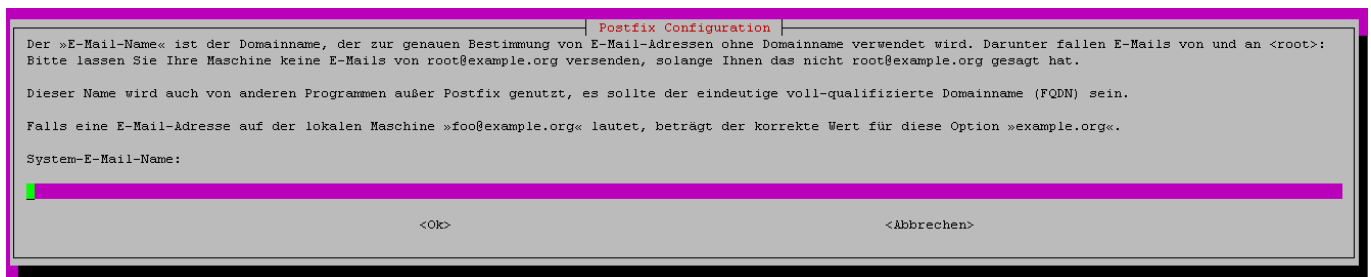 Postfix Configuration
Der »E-Mail-Name« ist der Domainname, der zur genauen Bestimmung von E-Mail-Adressen ohne Domainname verwendet wird. Darunter fallen E-Mails von und an <root>:
Bitte lassen Sie Ihre Maschine keine E-Mails von root@example.org versenden, solange Ihnen das nicht root@example.org gesagt hat.
Dieser Name wird auch von anderen Programmen außer Postfix genutzt, es sollte der eindeutige voll-qualifizierte Domainname (FQDN) sein.
Falls eine E-Mail-Adresse auf der lokalen Maschine »foo@example.org« lautet, beträgt der korrekte Wert für diese Option »example.org«.
System-E-Mail-Name:
<Ok> <Abbrechen>